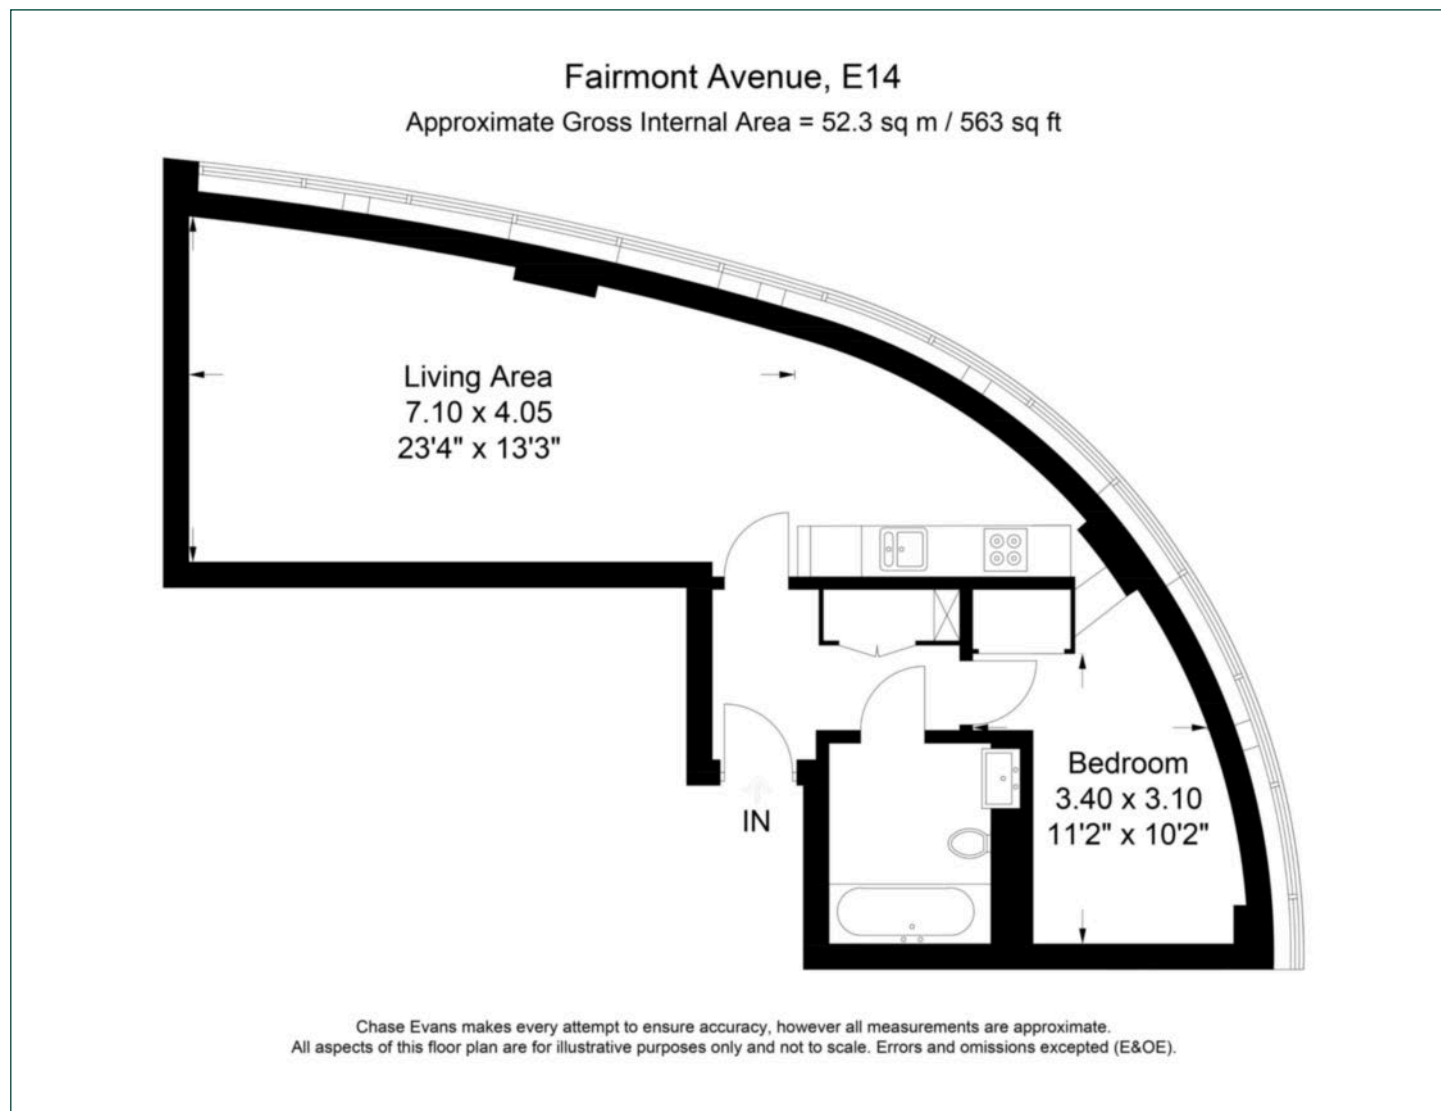 Fairmont Avenue, E14
Approximate Gross Internal Area = 52.3 sq m / 563 sq ft
Living Area
7.10 x 4.05
23'4" x 13'3"
Bedroom
3.40 x 3.10
11'2" x 10'2"
IN
Chase Evans makes every attempt to ensure accuracy, however all measurements are approximate.
All aspects of this floor plan are for illustrative purposes only and not to scale. Errors and omissions excepted (E&OE).